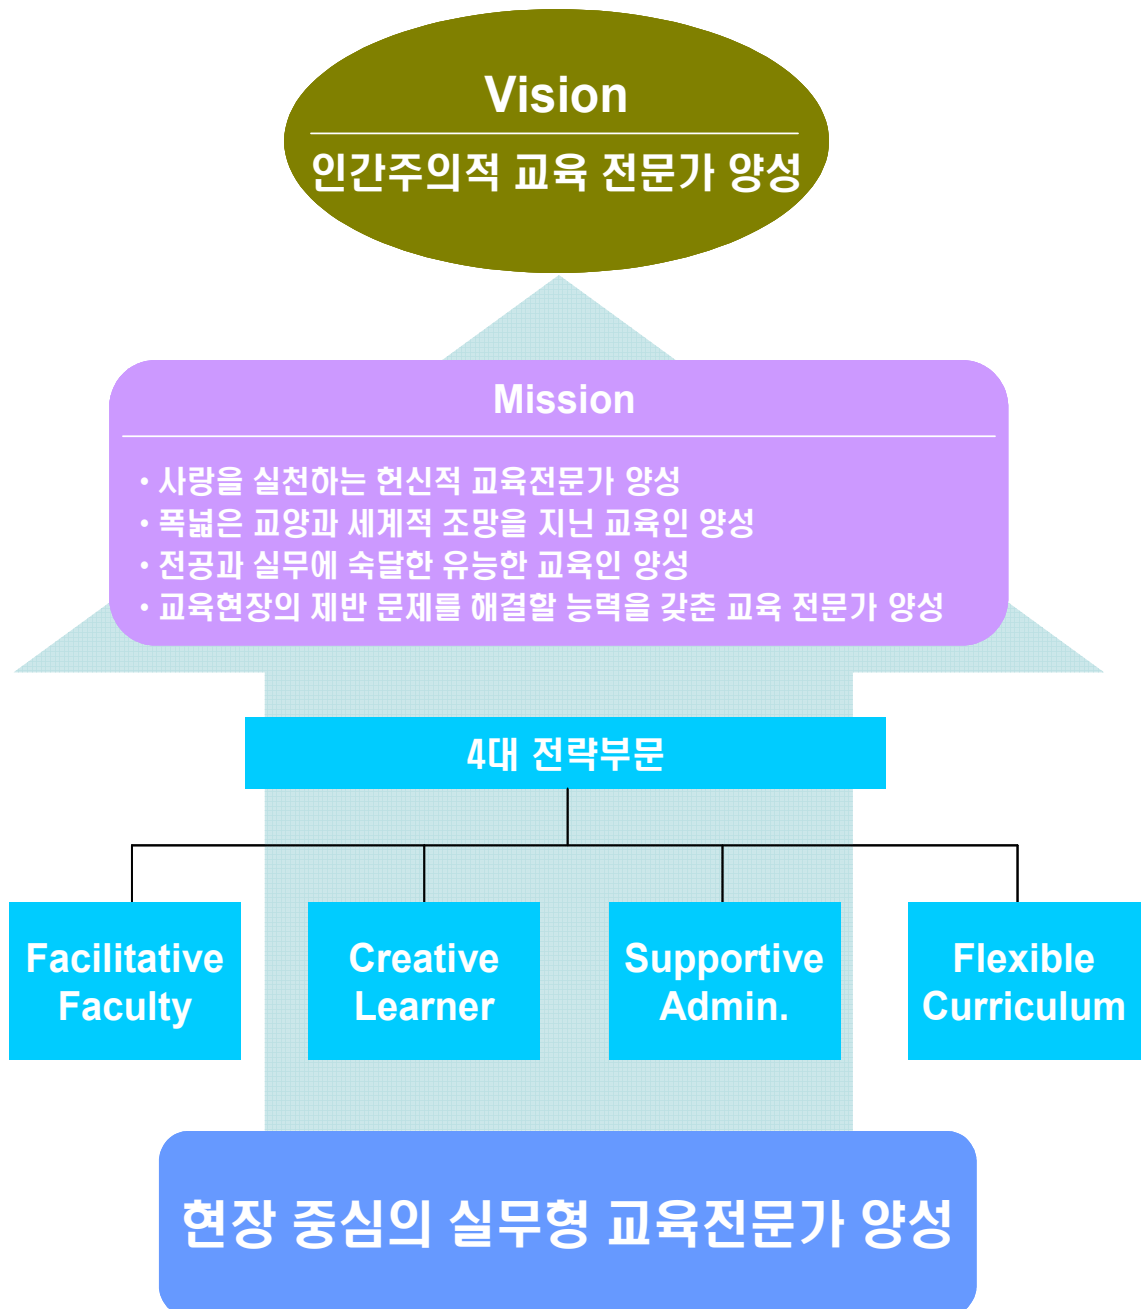 Vision
인간주의적 교육 전문가 양성
Mission
• 사랑을 실천하는 헌신적 교육전문가 양성
• 폭넓은 교양과 세계적 조망을 지닌 교육인 양성
• 전공과 실무에 숙달한 유능한 교육인 양성
• 교육현장의 제반 문제를 해결할 능력을 갖춘 교육 전문가 양성
4대 전략부문
Facilitative
Faculty
Creative
Learner
Supportive
Admin.
Flexible
Curriculum
현장 중심의 실무형 교육전문가 양성